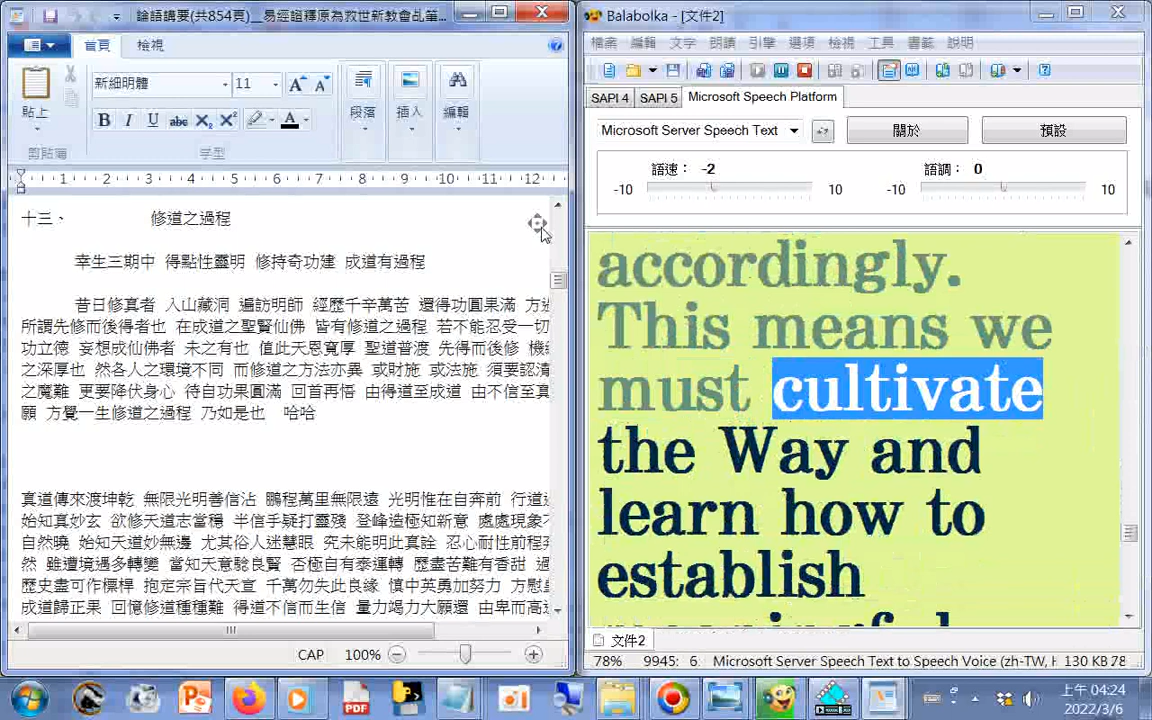 論語講要(共854頁)__易經證釋原為救世新教會乩筆...
首頁 檢視
新細明體 11
貼上 段落 插入 編輯
B I U abc X2 X2 A
剪貼簿 字型
1 2 3 4 5 6 7 8 9 10 11 12
十三、 修道之過程
幸生三期中 得點性靈明 修持奇功建 成道有過程
昔日修真者 入山藏洞 遍訪明師 經歷千辛萬苦 還得功圓果滿 方
所謂先修而後得者也 在成道之聖賢仙佛 皆有修道之過程 若不能忍受一切
功立德 妄想成仙佛者 未之有也 值此天恩寬厚 聖道普渡 先得而後修 機
之深厚也 然各人之環境不同 而修道之方法亦異 或財施 或法施 須要認清
之魔難 更要降伏身心 待自功果圓滿 回首再悟 由得道至成道 由不信至真
願 方覺一生修道之過程 乃如是也 哈哈
真道傳來渡坤乾 無限光明善信沾 鵬程萬里無限遠 光明惟在自奔前 行道
始知真妙玄 欲修天道志當穩 半信半疑打靈殘 登峰造極知新意 處處現象
自然曉 始知天道妙無邊 尤其俗人迷慧眼 究未能明此真詮 忍心耐性前程
然 雖遭境遇多轉變 當知天意驗良賢 否極自有泰運轉 歷盡苦難有香甜
歷史盡可作標桿 抱定宗旨代天宣 千萬勿失此良緣 慎中英勇加努力 方慰
成道歸正果 回憶修道種種難 得道不信而生信 量力竭力大願還 由卑而高
CAP 100%
Balabolka - [文件2]
檔案 編輯 文字 朗讀 引擎 選項 檢視 工具 書籤 說明
SAPI 4 SAPI 5 Microsoft Speech Platform
Microsoft Server Speech Text 關於 預設
語速： -2 語調： 0
-10 10 -10 10
accordingly.
This means we
must cultivate
the Way and
learn how to
establish
文件2
78% 9945: 6 Microsoft Server Speech Text to Speech Voice (zh-TW, H 130 KB 78
PDF
上午 04:24
2022/3/6